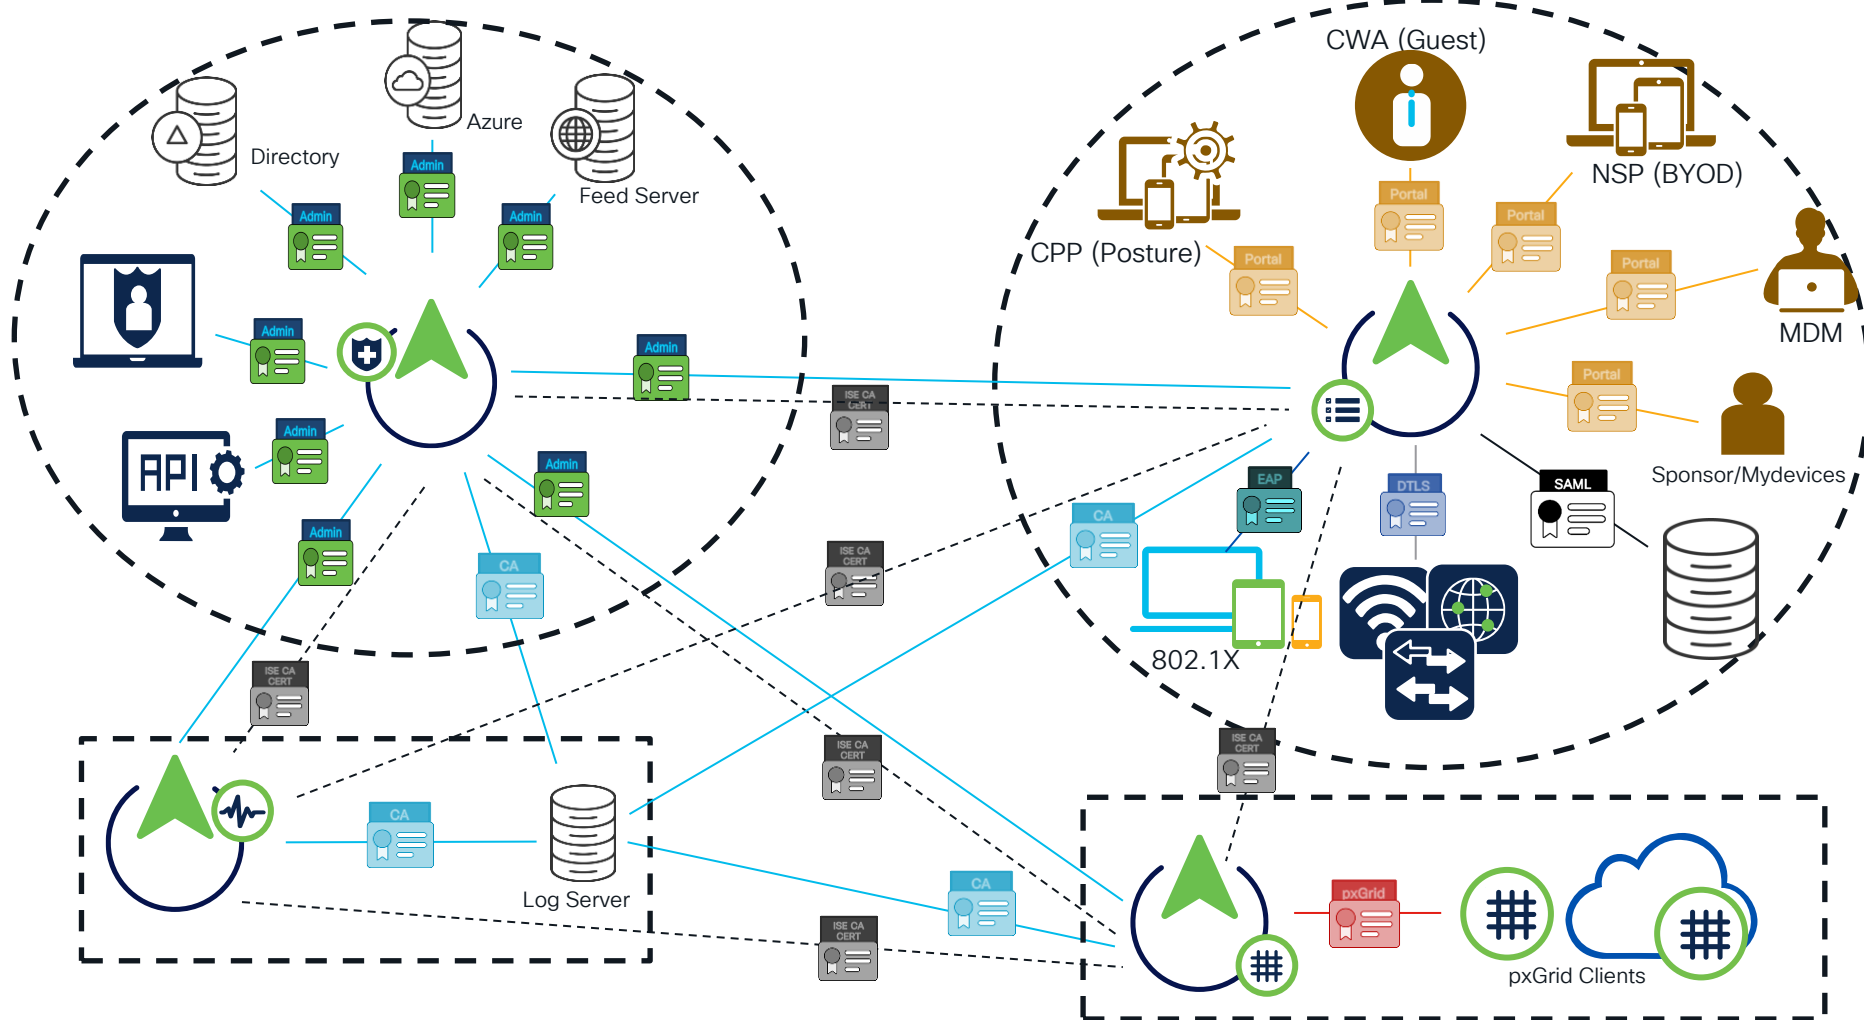 CWA (Guest)
Azure
Directory
Feed Server
NSP (BYOD)
CPP (Posture)
MDM
Sponsor/Mydevices
Admin
Admin
Admin
Admin
Admin
Admin
Admin
Admin
Portal
Portal
Portal
Portal
Portal
API
ISE CA
CERT
EAP
DTLS
SAML
CA
CA
ISE CA
CERT
802.1X
ISE CA
CERT
ISE CA
CERT
ISE CA
CERT
CA
Log Server
CA
ISE CA
CERT
pxGrid
pxGrid Clients